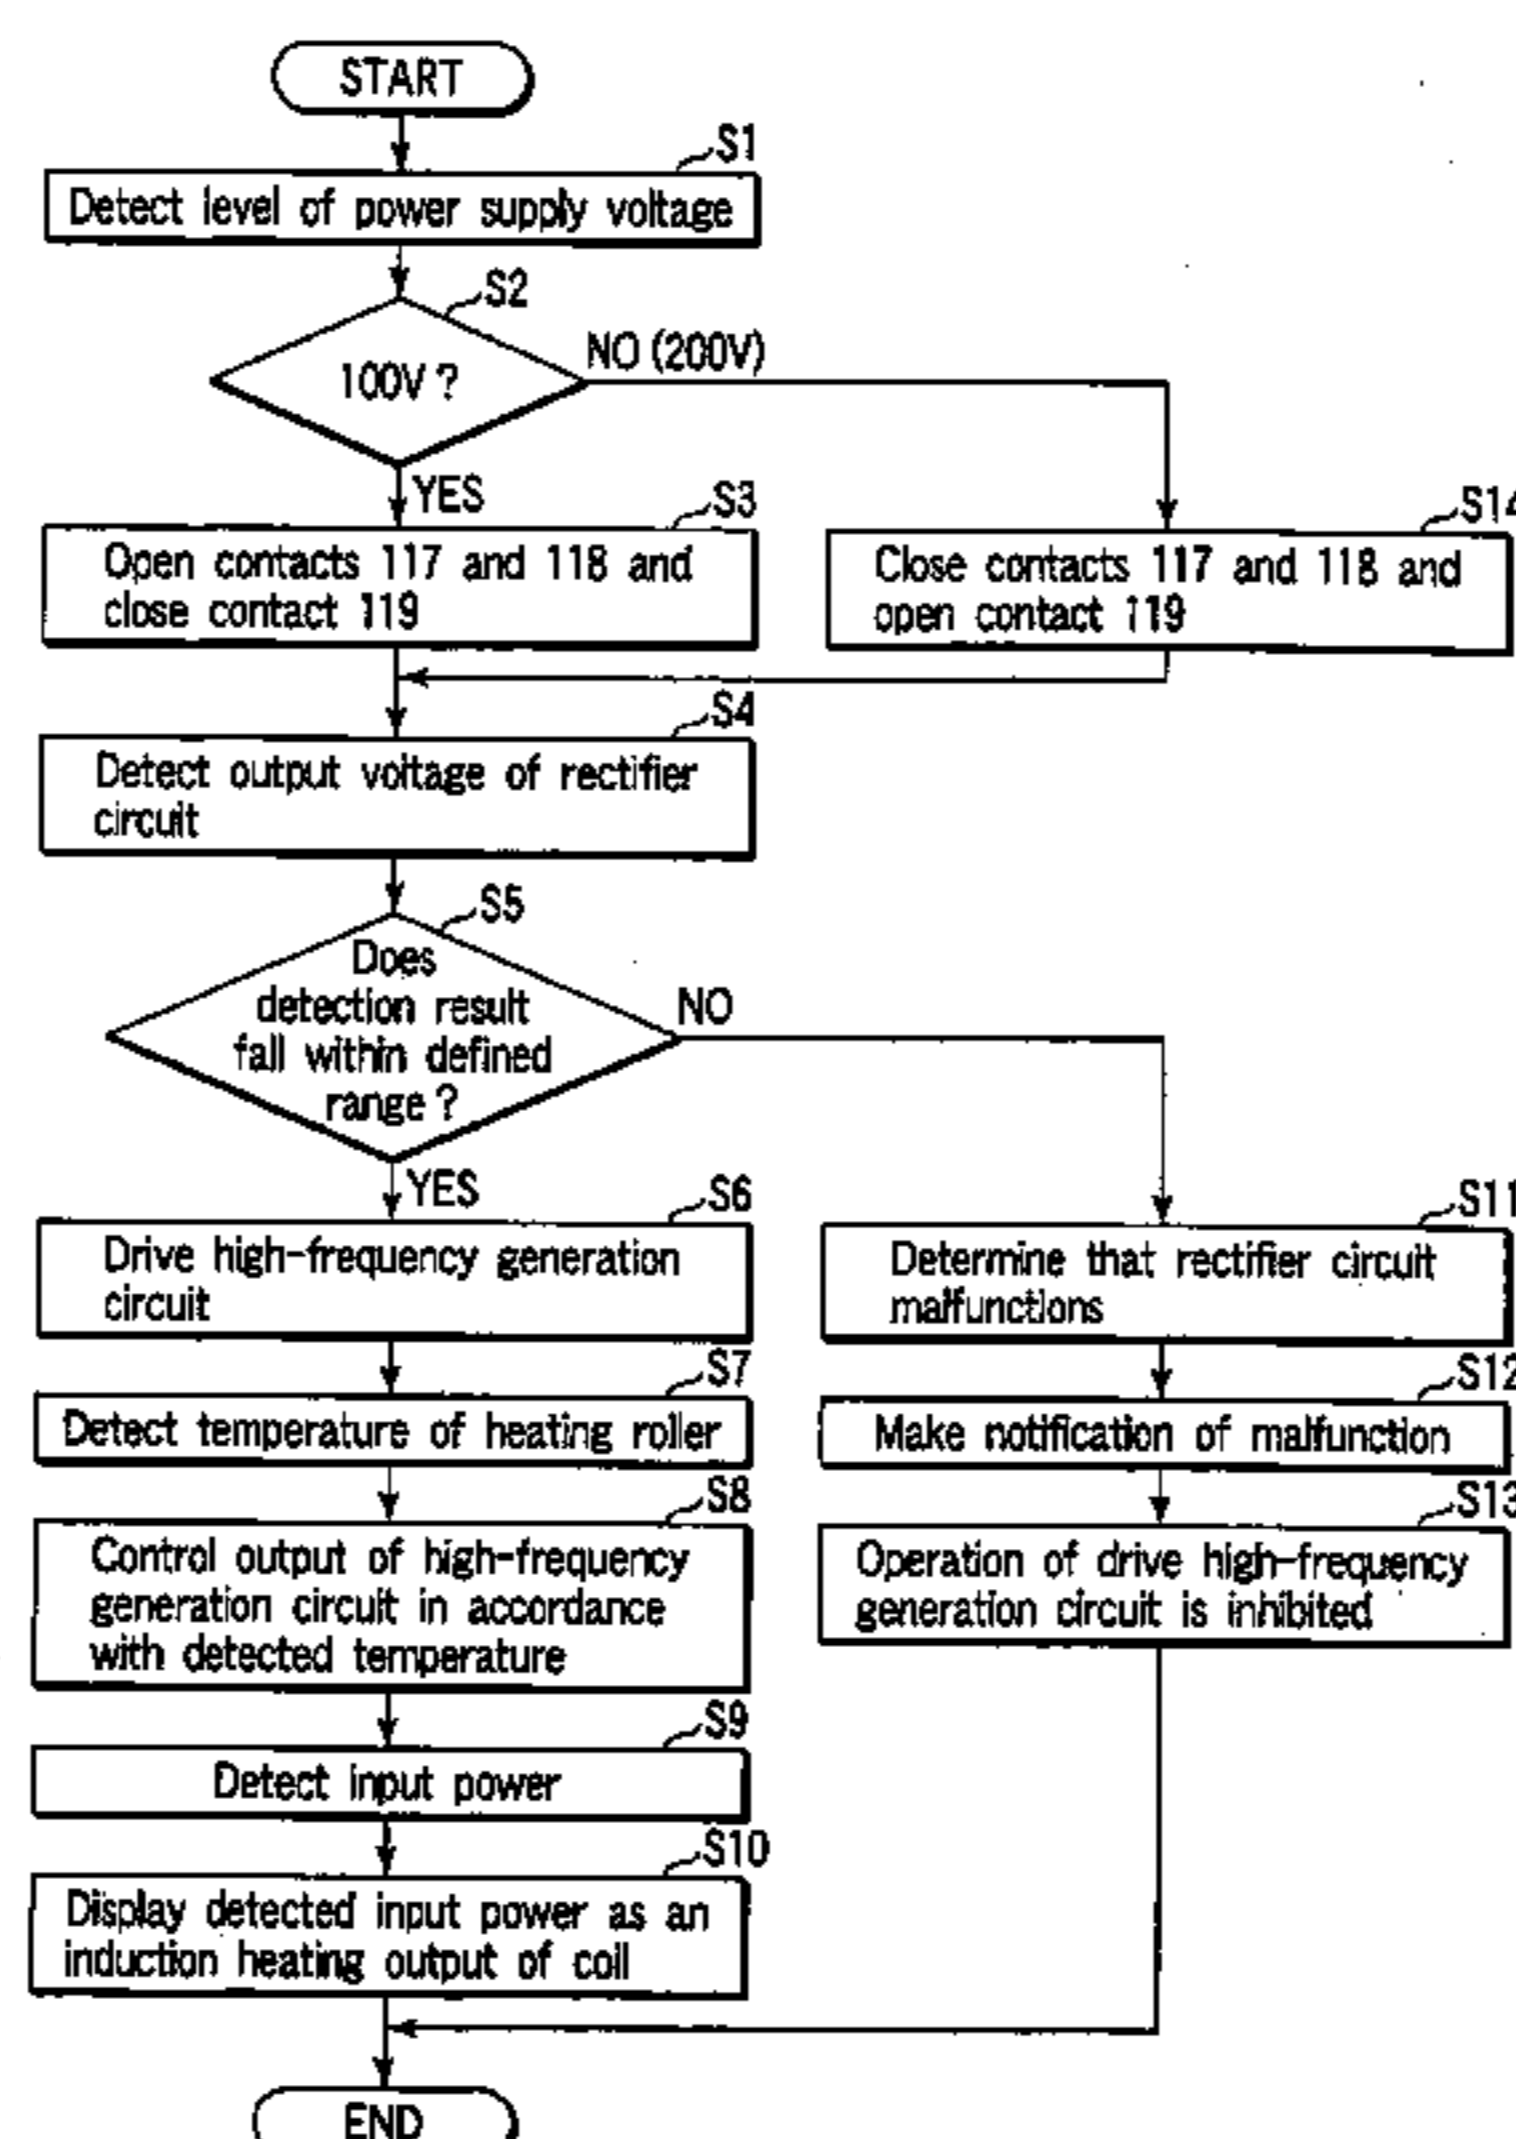 START
S1
Detect level of power supply voltage
S2
100V ?
NO (200V)
YES
S3
Open contacts 117 and 118 and
close contact 119
S14
Close contacts 117 and 118 and
open contact 119
S4
Detect output voltage of rectifier
circuit
S5
Does
detection result
fall within defined
range ?
NO
YES
S6
Drive high-frequency generation
circuit
S11
Determine that rectifier circuit
malfunctions
S7
Detect temperature of heating roller
S12
Make notification of malfunction
S8
Control output of high-frequency
generation circuit in accordance
with detected temperature
S13
Operation of drive high-frequency
generation circuit is inhibited
S9
Detect input power
S10
Display detected input power as an
induction heating output of coil
END